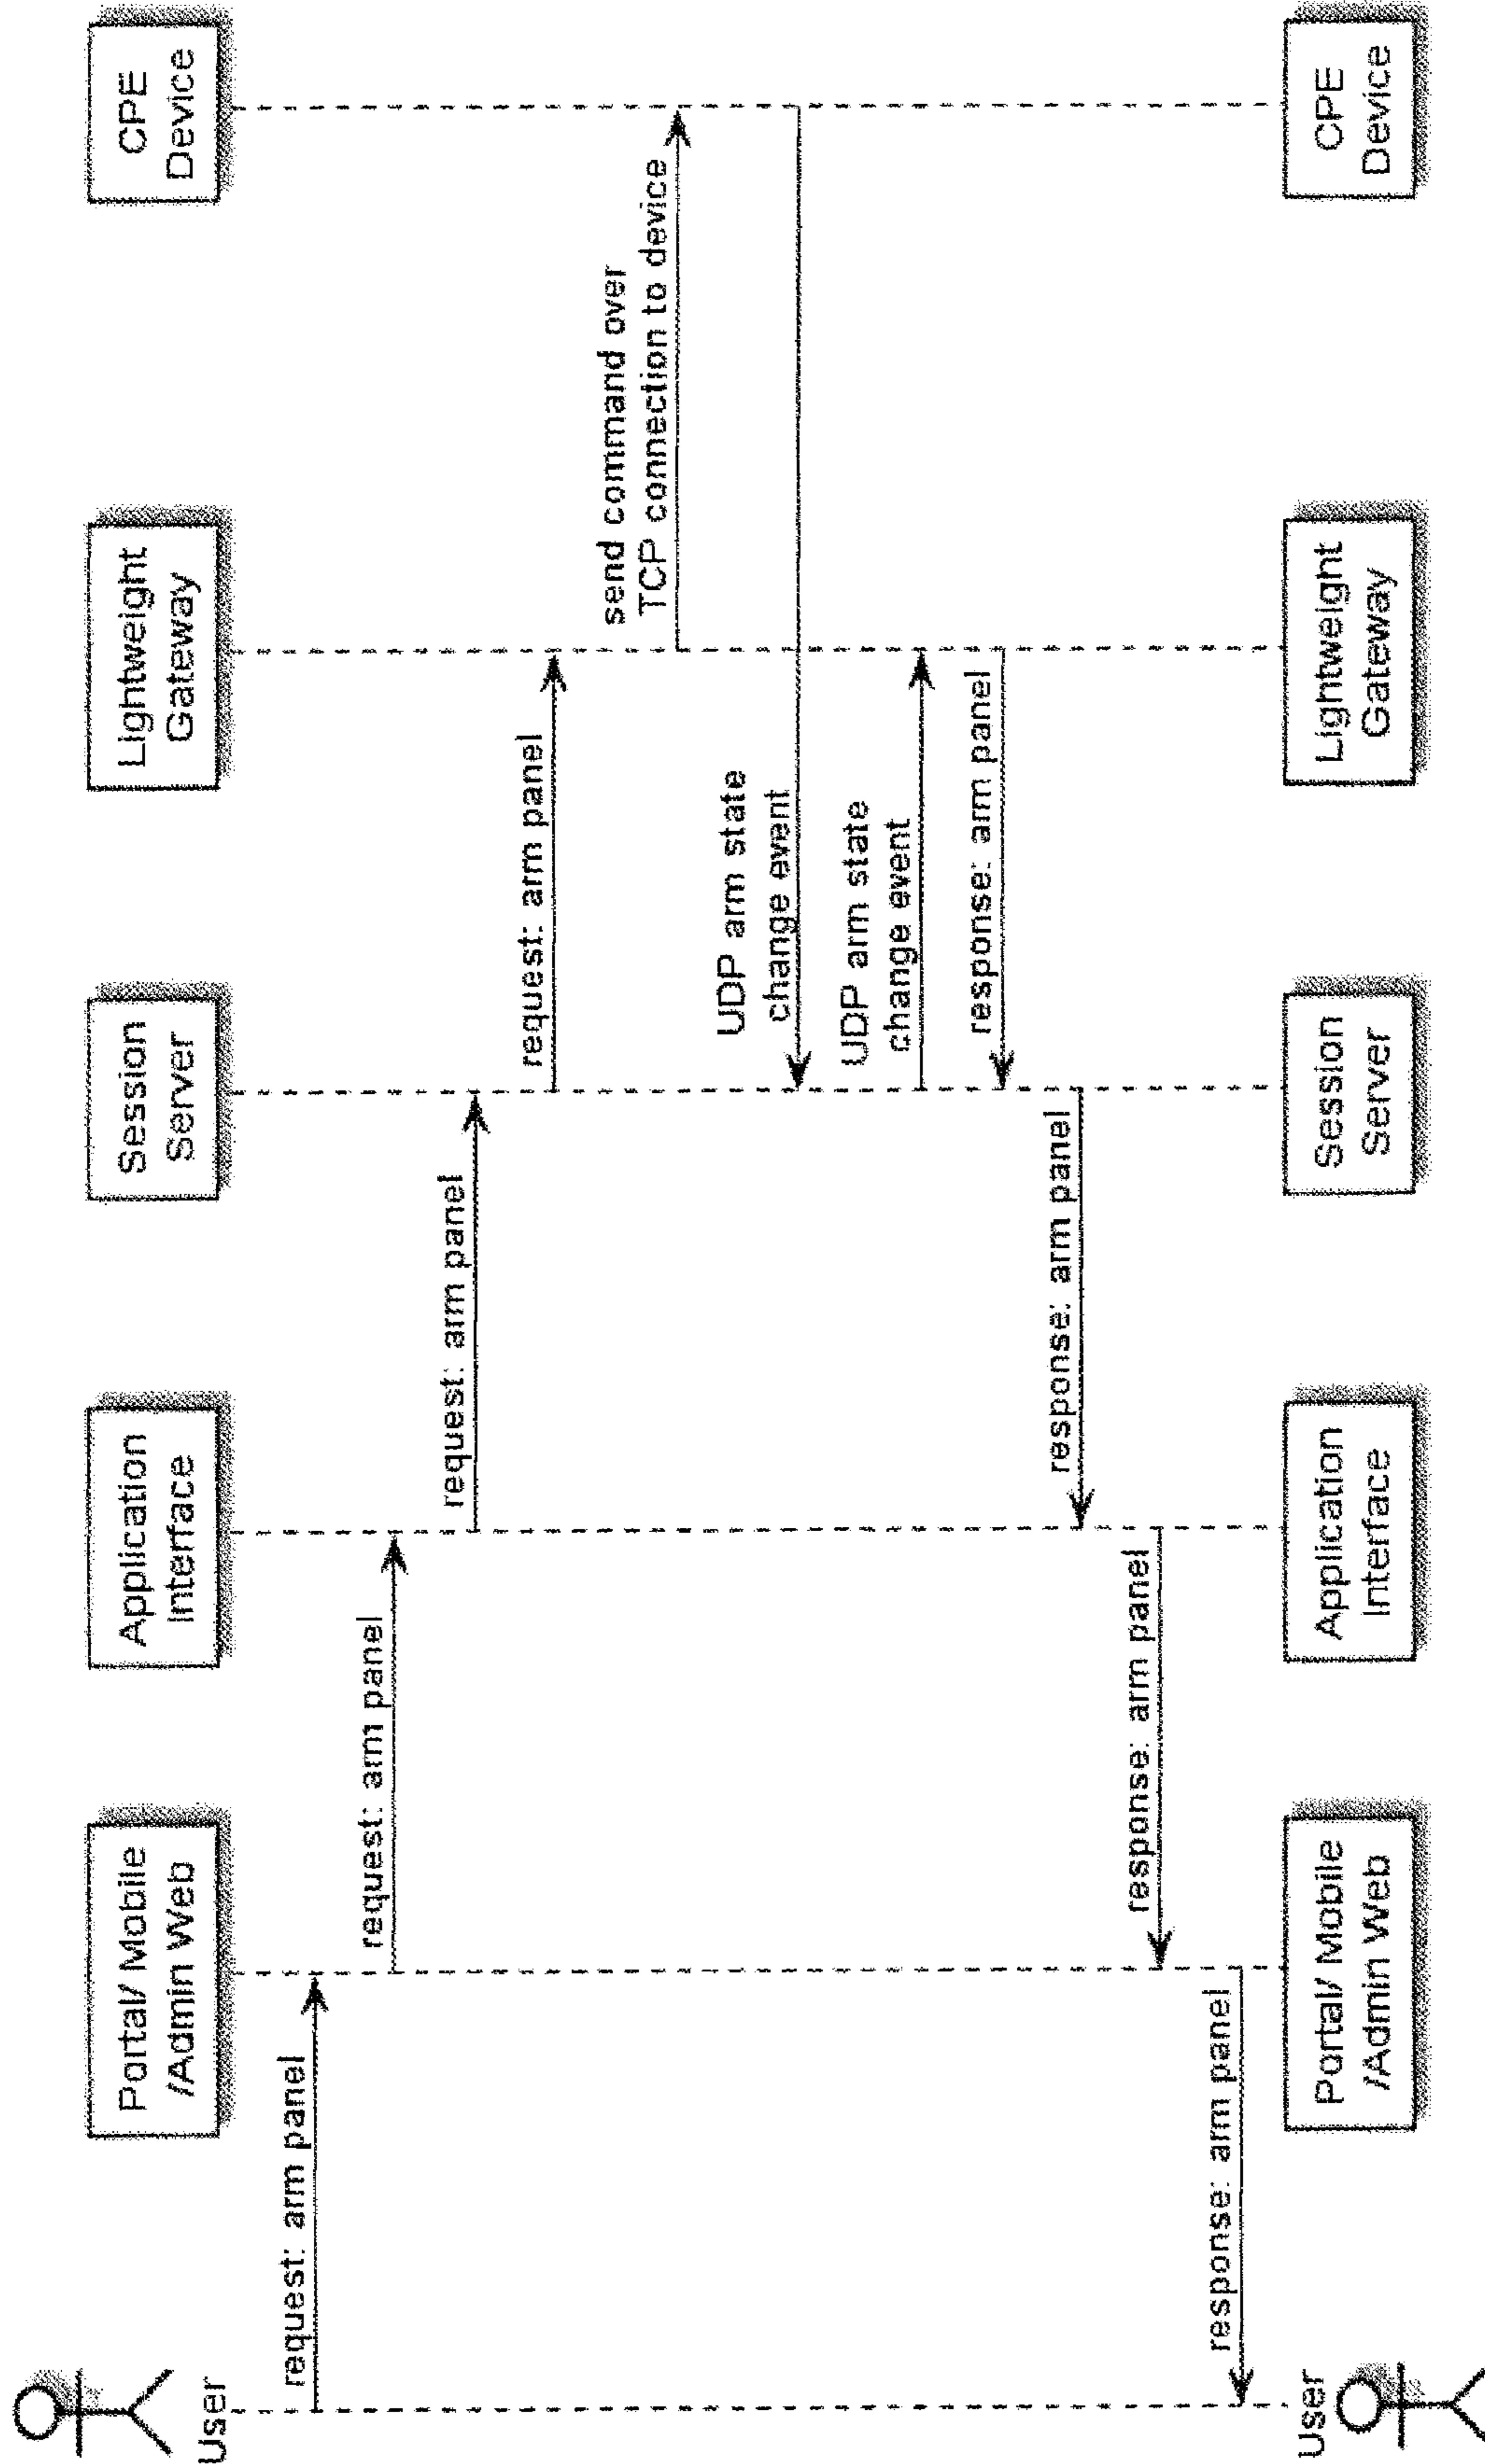 User
Portal/ Mobile
/Admin Web
Application
Interface
Session
Server
Lightweight
Gateway
CPE
Device
request: arm panel
request: arm panel
request: arm panel
request: arm panel
send command over
TCP connection to device
UDP arm state
change event
UDP arm state
change event
response: arm panel
response: arm panel
response: arm panel
response: arm panel
User
Portal/ Mobile
/Admin Web
Application
Interface
Session
Server
Lightweight
Gateway
CPE
Device